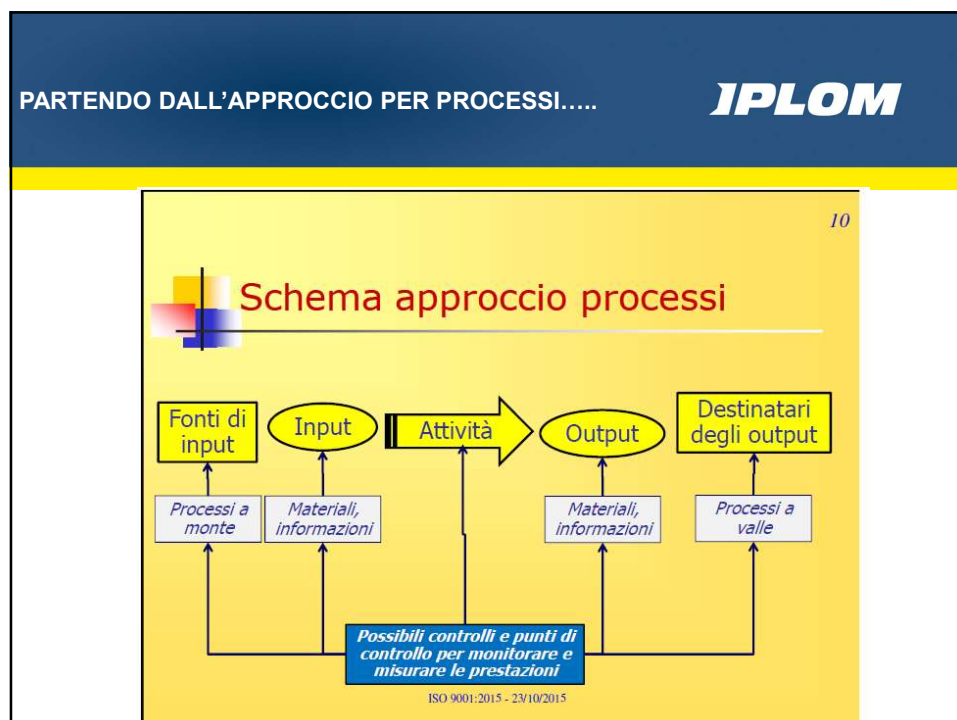 PARTENDO DALL’APPROCCIO PER PROCESSI…..
IPLOM
10
Schema approccio processi
Fonti di
input
Input
Attività
Output
Destinatari
degli output
Processi a
monte
Materiali,
informazioni
Materiali,
informazioni
Processi a
valle
Possibili controlli e punti di
controllo per monitorare e
misurare le prestazioni
ISO 9001:2015 - 23/10/2015